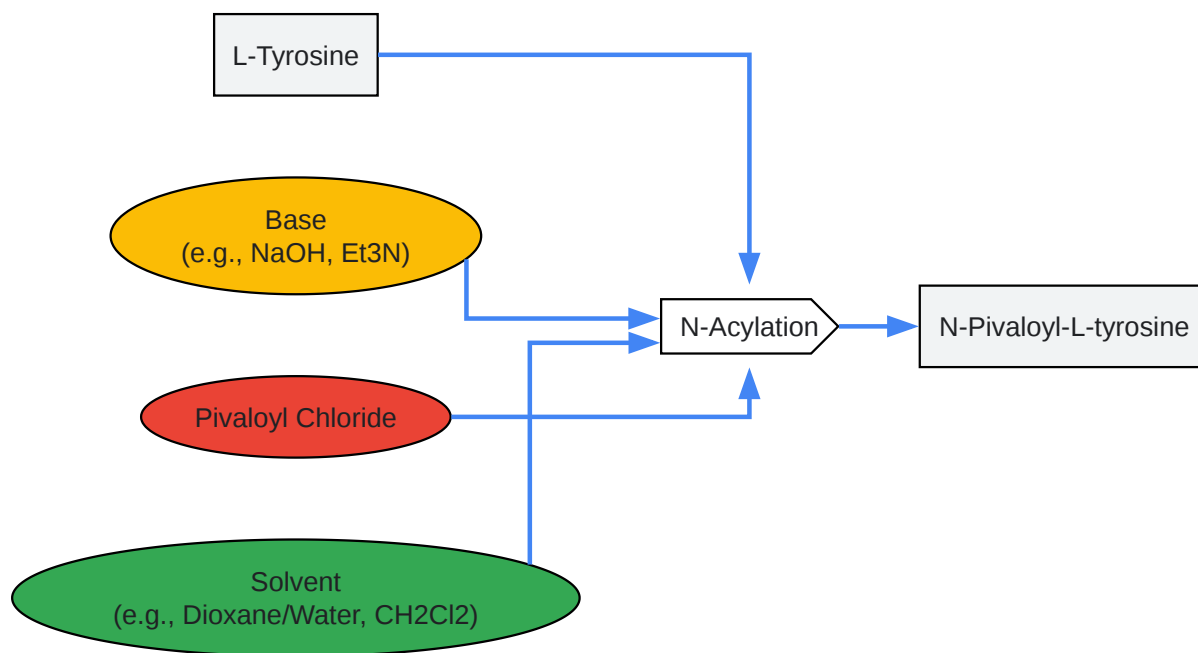 L-Tyrosine
Base
(e.g., NaOH, Et3N)
N-Acylation
N-Pivaloyl-L-tyrosine
Pivaloyl Chloride
Solvent
(e.g., Dioxane/Water, CH2Cl2)